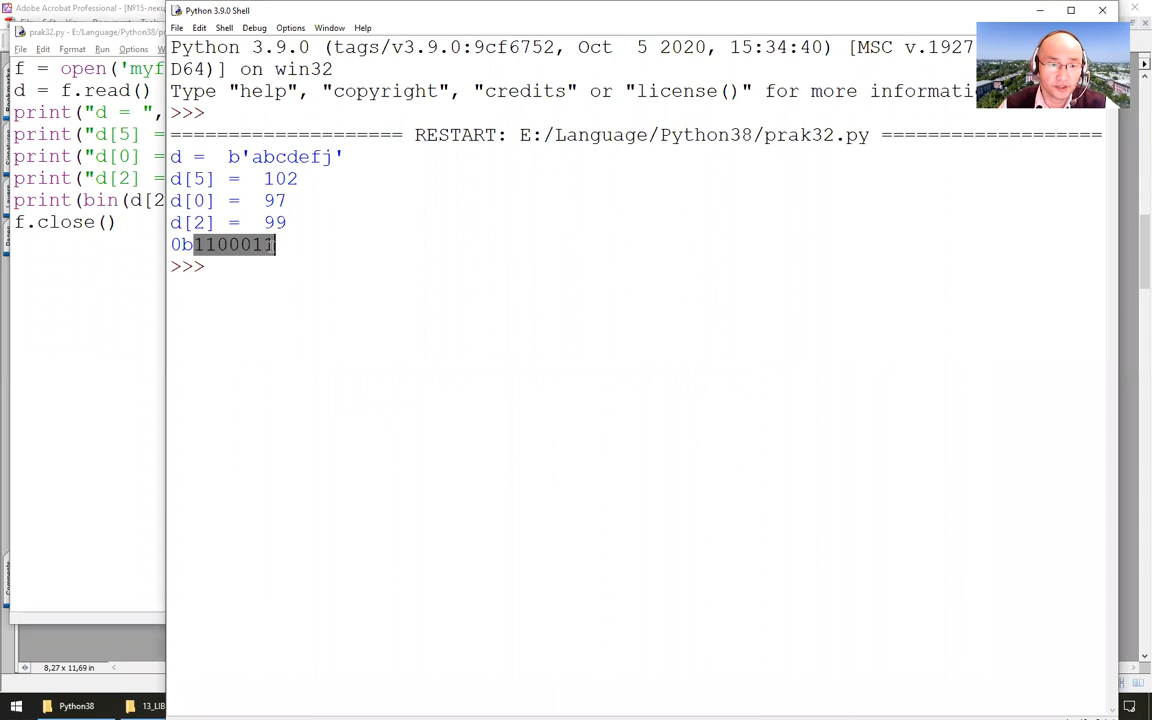 Adobe Acrobat Professional - [№15-лекц
prak32.py - E:/Language/Python38/pra
File Edit Format Run Options W
f = open('myf
d = f.read()
print("d = ",
print("d[5] =
print("d[0] =
print("d[2] =
print(bin(d[2
f.close()
8,27 x 11,69 in
Python 3.9.0 Shell
File Edit Shell Debug Options Window Help
Python 3.9.0 (tags/v3.9.0:9cf6752, Oct 5 2020, 15:34:40) [MSC v.1927
D64)] on win32
Type "help", "copyright", "credits" or "license()" for more informati
>>>
==================== RESTART: E:/Language/Python38/prak32.py ===================
d = b'abcdefj'
d[5] = 102
d[0] = 97
d[2] = 99
0b1100011
>>>
Python38
13_LIB